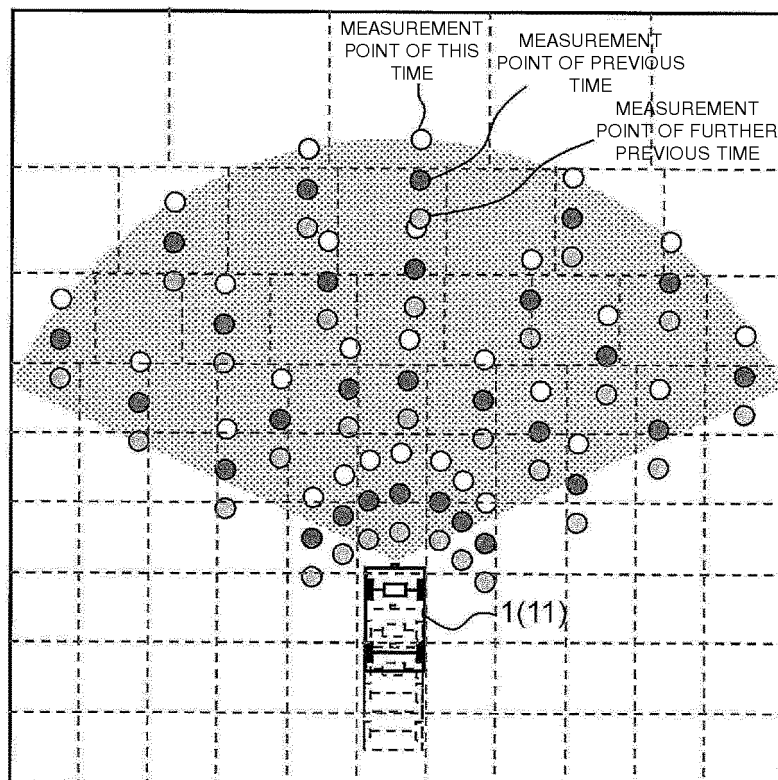 MEASUREMENT
POINT OF THIS
TIME
MEASUREMENT
POINT OF PREVIOUS
TIME
MEASUREMENT
POINT OF FURTHER
PREVIOUS TIME
1(11)